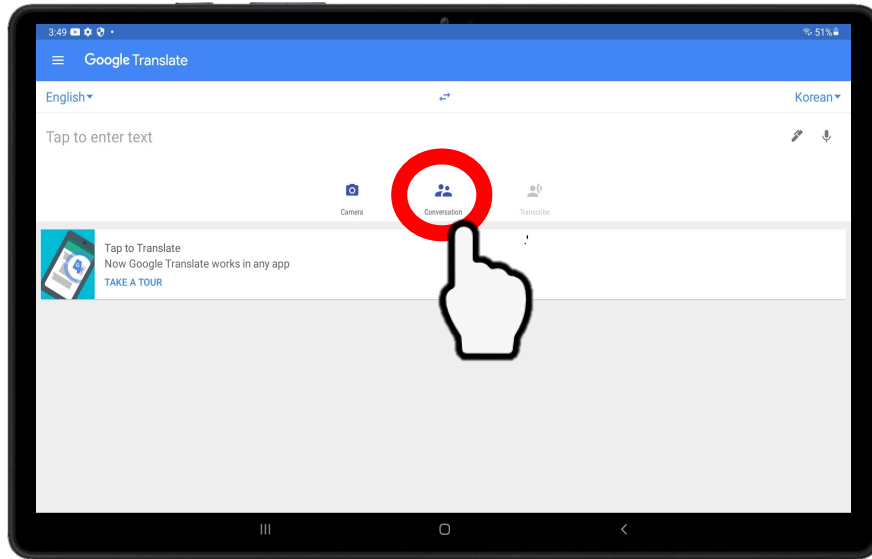 3:49
51%
Google Translate
English
Korean
Tap to enter text
Camera
Conversation
Transcribe
Tap to Translate
Now Google Translate works in any app
TAKE A TOUR